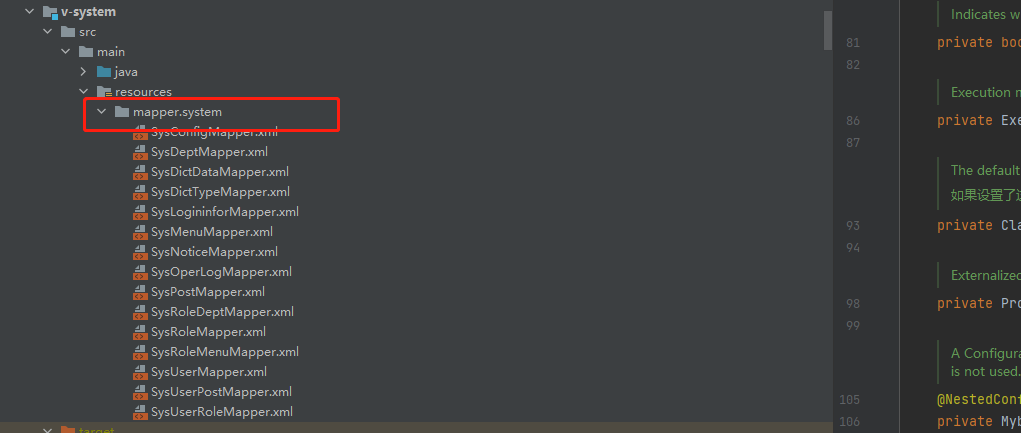 v-system
src
main
java
resources
mapper.system
SysConfigMapper.xml
SysDeptMapper.xml
SysDictDataMapper.xml
SysDictTypeMapper.xml
SysLogininforMapper.xml
SysMenuMapper.xml
SysNoticeMapper.xml
SysOperLogMapper.xml
SysPostMapper.xml
SysRoleDeptMapper.xml
SysRoleMapper.xml
SysRoleMenuMapper.xml
SysUserMapper.xml
SysUserPostMapper.xml
SysUserRoleMapper.xml
target
Indicates w
81 private boo
82
Execution m
86 private Exe
87
The default
如果设置了
93 private Cla
94
Externalized
98 private Pro
99
A Configura
is not used.
105 @NestedConf
106 private Myb